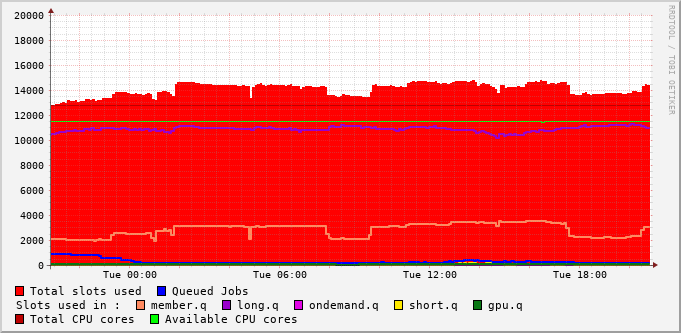 20000
18000
16000
14000
12000
10000
8000
6000
4000
2000
0
Tue 00:00 Tue 06:00 Tue 12:00 Tue 18:00
RRDTOOL / TOBI OETIKER
Total slots used Queued Jobs
Slots used in : member.q long.q ondemand.q short.q gpu.q
Total CPU cores Available CPU cores